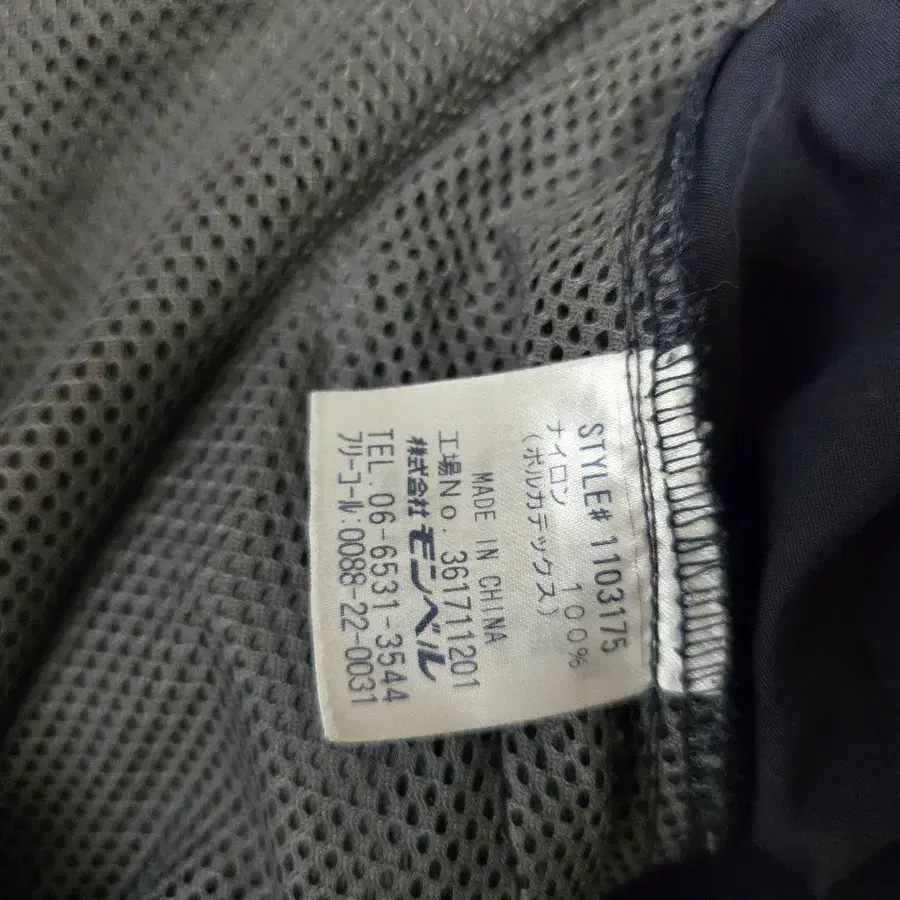 STYLE# 1103175
ナイロン 100%
(ポルカテックス)
MADE IN CHINA
工場No. 361711201
株式会社 モンベル
TEL. 06-6531-3544
フリーコール:0088-22-0031